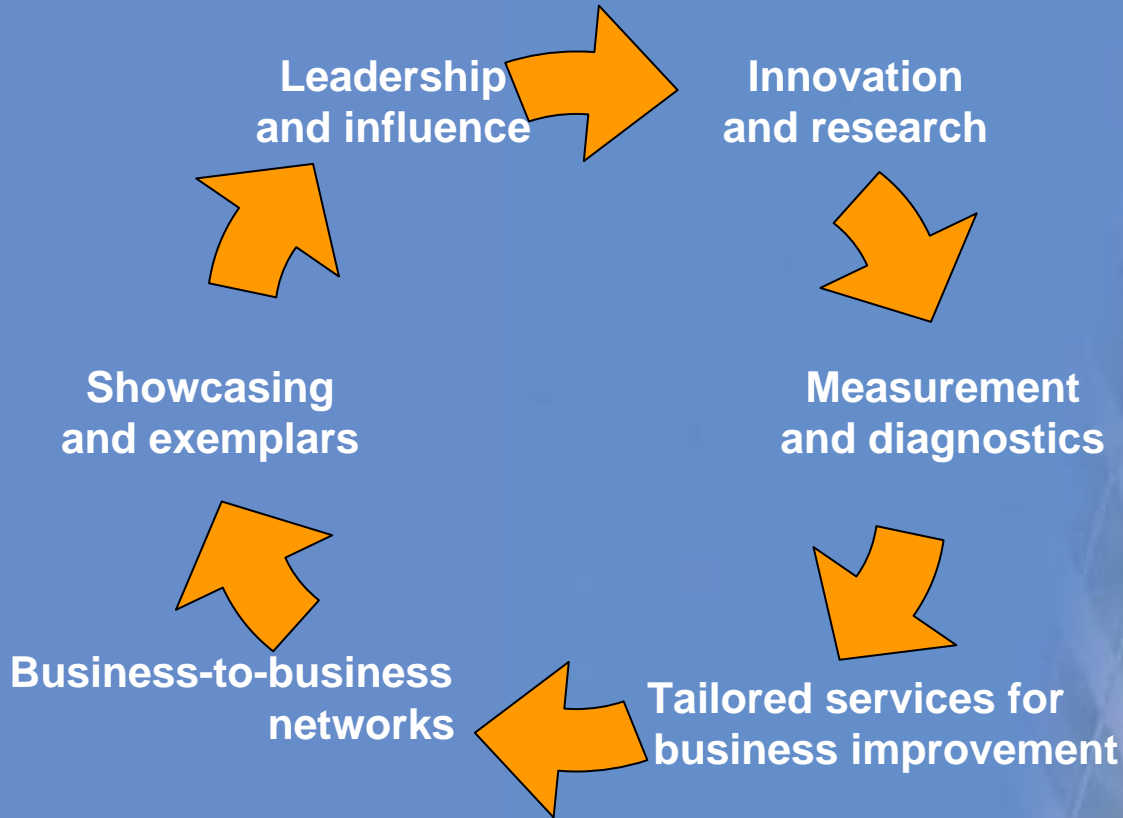 Leadership
and influence
Innovation
and research
Measurement
and diagnostics
Tailored services for
business improvement
Business-to-business
networks
Showcasing
and exemplars